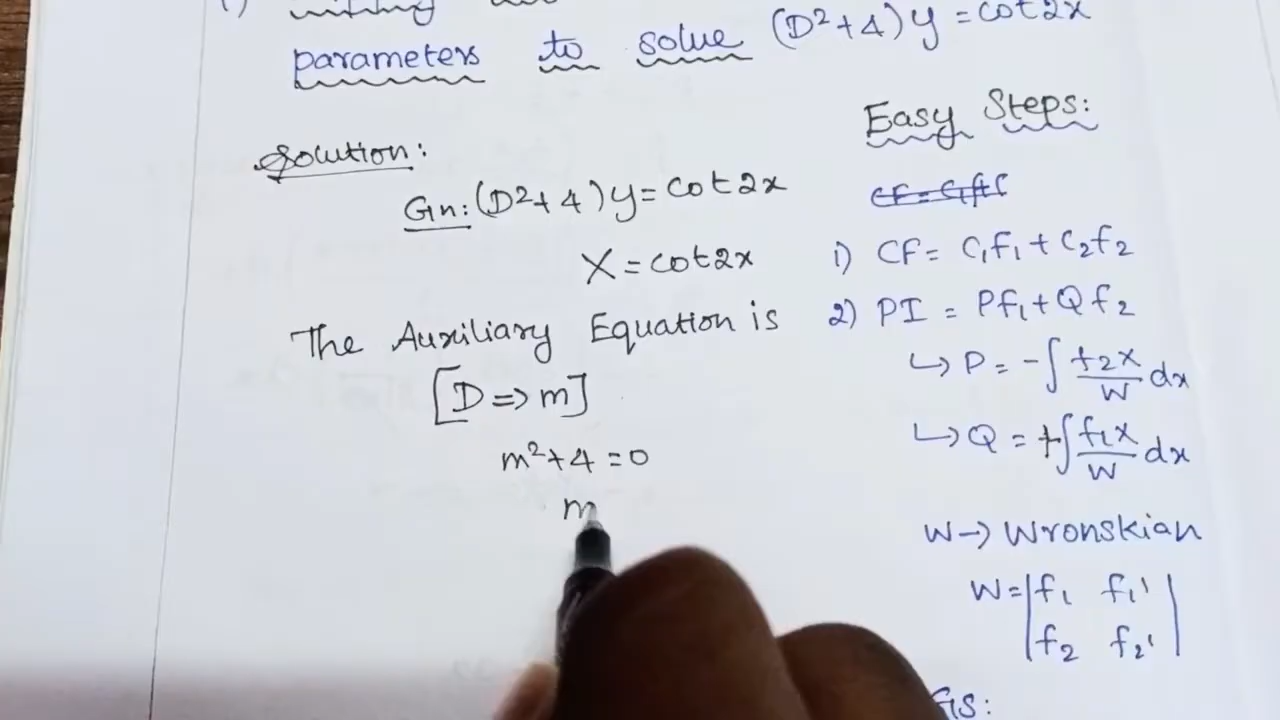 1)
parameters to solve (D²+4)y = cot2x
Solution:
Gn: (D²+4)y = cot2x
X = cot2x
The Auxiliary Equation is
[D => m]
m²+4 = 0
m
Easy Steps:
1) CF = C₁f₁ + C₂f₂
2) PI = Pf₁ + Qf₂
↳ P = -∫ f₂x/W dx
↳ Q = +∫ f₁x/W dx
W → Wronskian
W = |f₁ f₁'|
|f₂ f₂'|
GS: